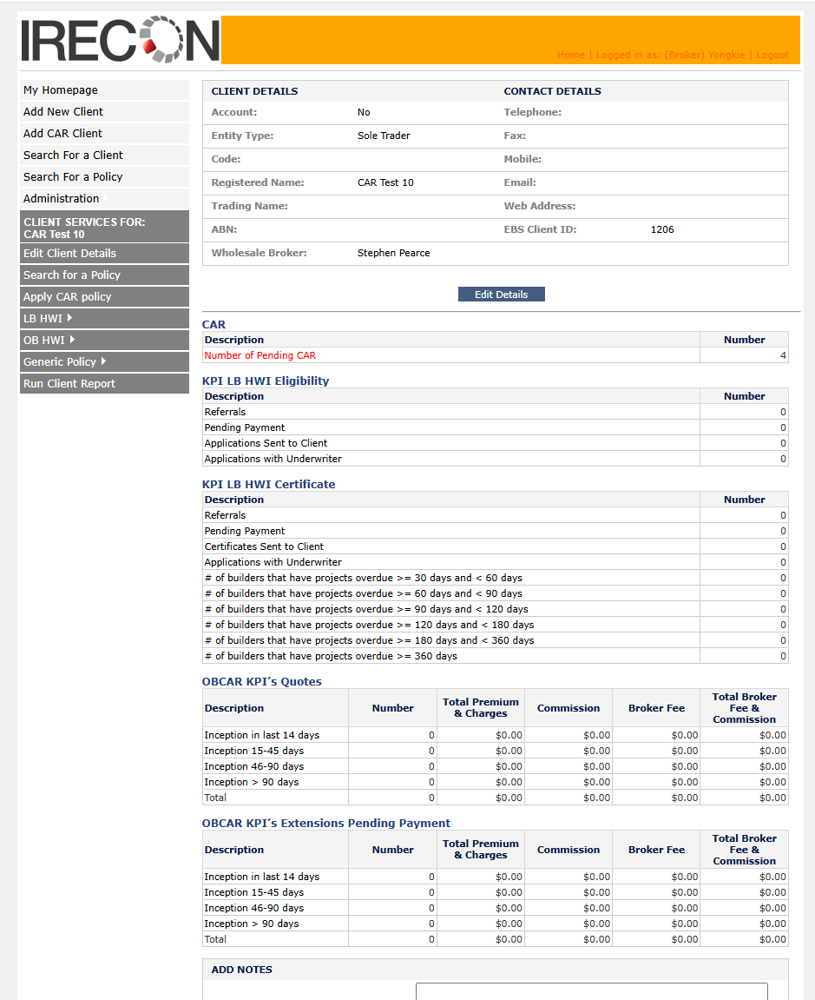 IRECON
Home | Logged in as: (Broker) Yongkie | Logout
My Homepage
Add New Client
Add CAR Client
Search For a Client
Search For a Policy
Administration
CLIENT SERVICES FOR:
CAR Test 10
Edit Client Details
Search for a Policy
Apply CAR policy
LB HWI
OB HWI
Generic Policy
Run Client Report
CLIENT DETAILS CONTACT DETAILS
Account: No Telephone:
Entity Type: Sole Trader Fax:
Code: Mobile:
Registered Name: CAR Test 10 Email:
Trading Name: Web Address:
ABN: EBS Client ID: 1206
Wholesale Broker: Stephen Pearce
Edit Details
CAR
Description Number
Number of Pending CAR 4
KPI LB HWI Eligibility
Description Number
Referrals 0
Pending Payment 0
Applications Sent to Client 0
Applications with Underwriter 0
KPI LB HWI Certificate
Description Number
Referrals 0
Pending Payment 0
Certificates Sent to Client 0
Applications with Underwriter 0
# of builders that have projects overdue >= 30 days and < 60 days 0
# of builders that have projects overdue >= 60 days and < 90 days 0
# of builders that have projects overdue >= 90 days and < 120 days 0
# of builders that have projects overdue >= 120 days and < 180 days 0
# of builders that have projects overdue >= 180 days and < 360 days 0
# of builders that have projects overdue >= 360 days 0
OBCAR KPI's Quotes
Description Number Total Premium & Charges Commission Broker Fee Total Broker Fee & Commission
Inception in last 14 days 0 $0.00 $0.00 $0.00 $0.00
Inception 15-45 days 0 $0.00 $0.00 $0.00 $0.00
Inception 46-90 days 0 $0.00 $0.00 $0.00 $0.00
Inception > 90 days 0 $0.00 $0.00 $0.00 $0.00
Total 0 $0.00 $0.00 $0.00 $0.00
OBCAR KPI's Extensions Pending Payment
Description Number Total Premium & Charges Commission Broker Fee Total Broker Fee & Commission
Inception in last 14 days 0 $0.00 $0.00 $0.00 $0.00
Inception 15-45 days 0 $0.00 $0.00 $0.00 $0.00
Inception 46-90 days 0 $0.00 $0.00 $0.00 $0.00
Inception > 90 days 0 $0.00 $0.00 $0.00 $0.00
Total 0 $0.00 $0.00 $0.00 $0.00
ADD NOTES